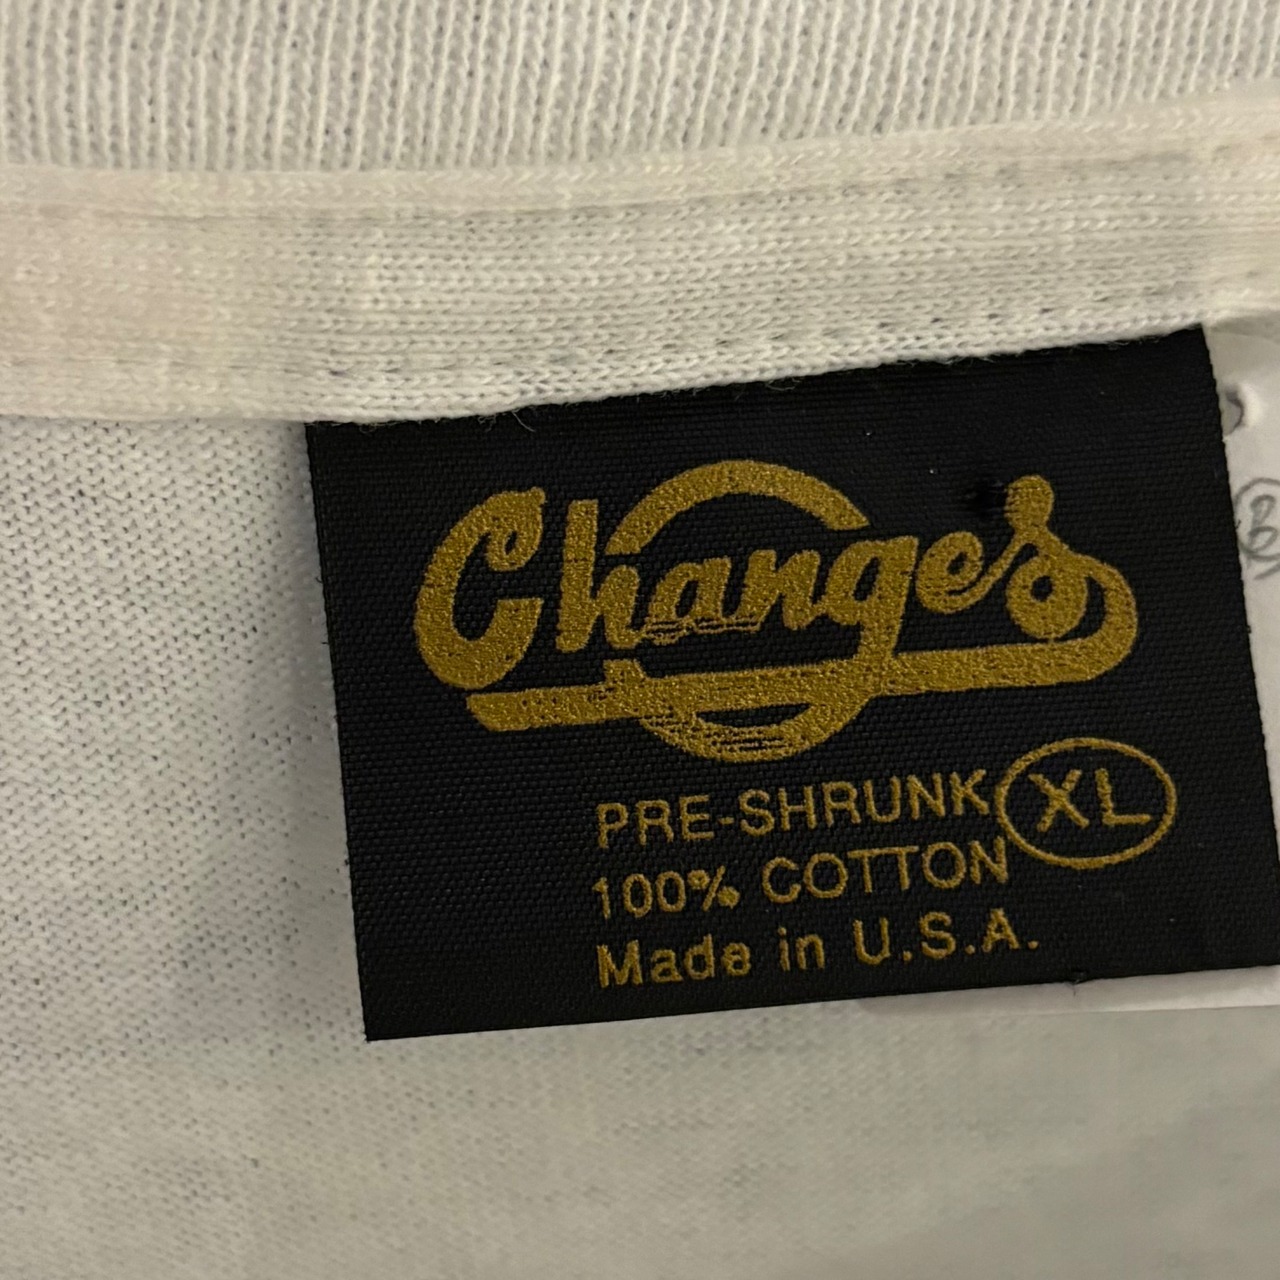 Changes
PRE-SHRUNK XL
100% COTTON
Made in U.S.A.